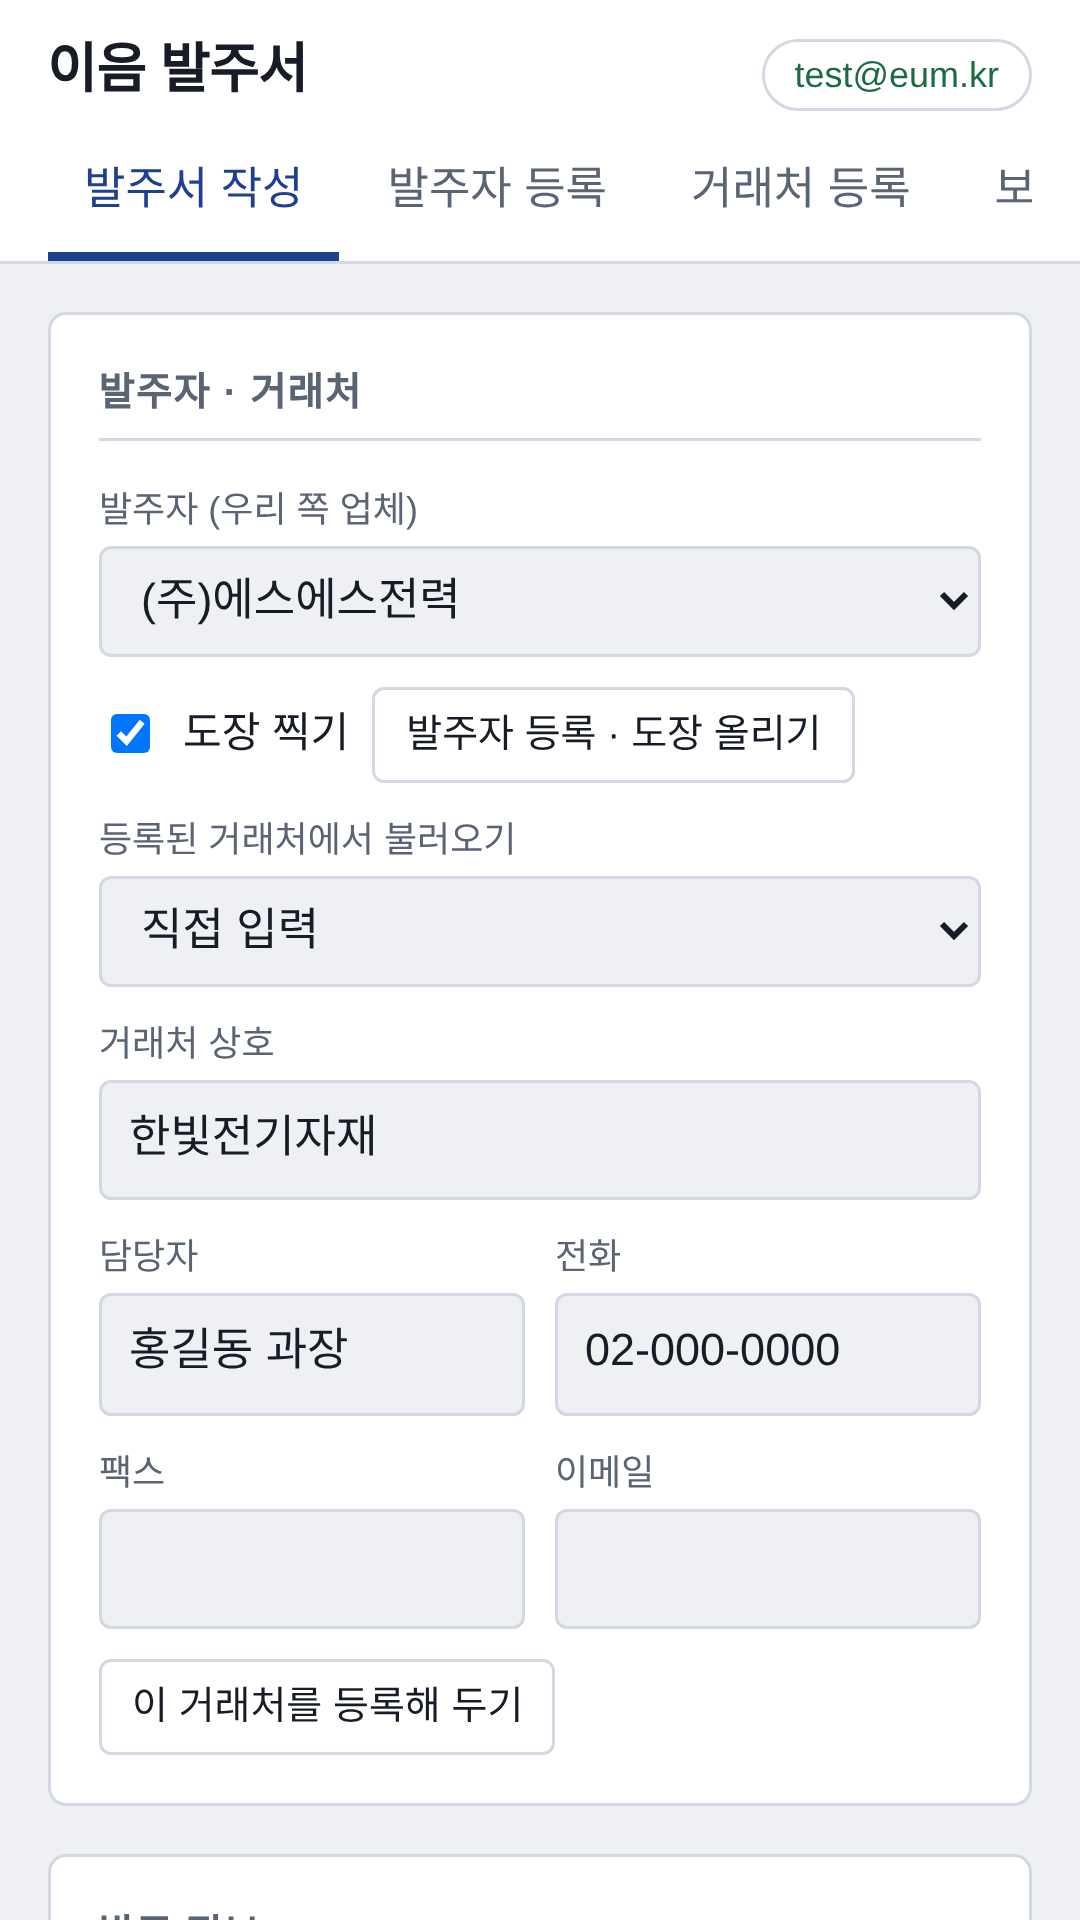 이음 발주서
test@eum.kr
발주서 작성 발주자 등록 거래처 등록 보
발주자 · 거래처
발주자 (우리 쪽 업체)
(주)에스에스전력
도장 찍기 발주자 등록 · 도장 올리기
등록된 거래처에서 불러오기
직접 입력
거래처 상호
한빛전기자재
담당자 전화
홍길동 과장 02-000-0000
팩스 이메일
이 거래처를 등록해 두기